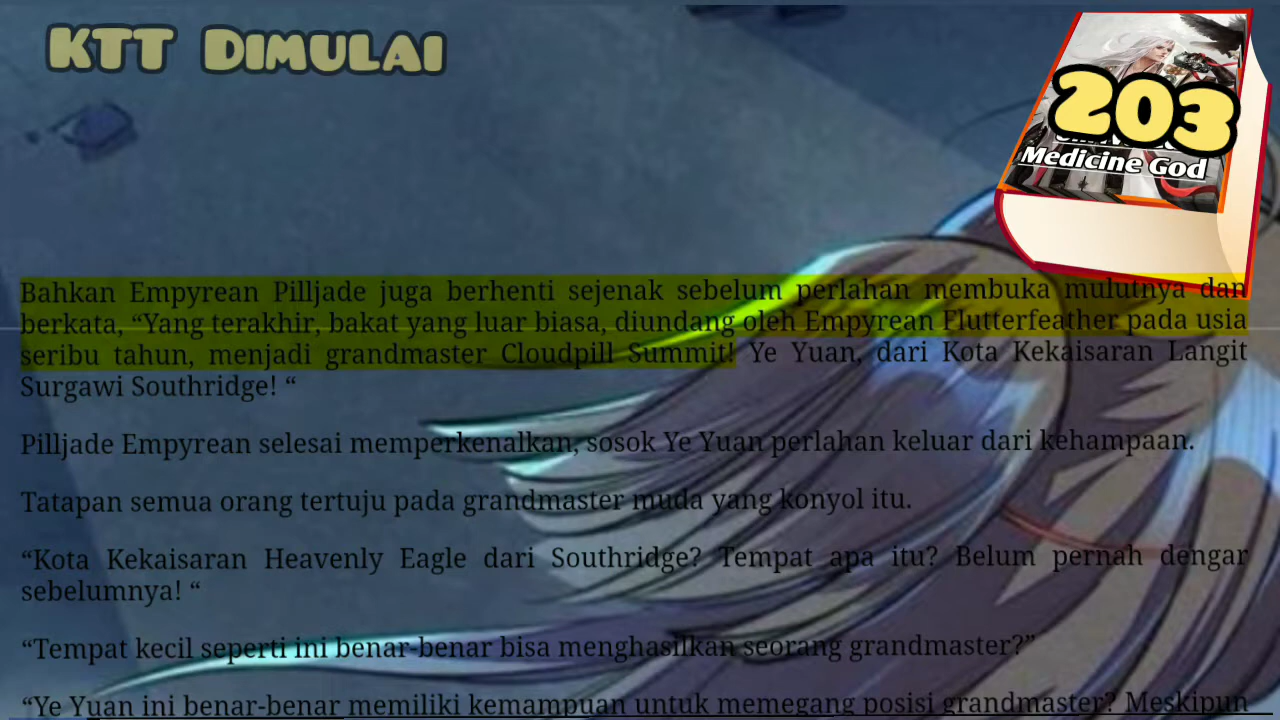 KTT DIMULAI
203
Medicine God
Bahkan Empyrean Pilljade juga berhenti sejenak sebelum perlahan membuka mulutnya dan
berkata, “Yang terakhir, bakat yang luar biasa, diundang oleh Empyrean Flutterfeather pada usia
seribu tahun, menjadi grandmaster Cloudpill Summit! Ye Yuan, dari Kota Kekaisaran Langit
Surgawi Southridge! “
Pilljade Empyrean selesai memperkenalkan, sosok Ye Yuan perlahan keluar dari kehampaan.
Tatapan semua orang tertuju pada grandmaster muda yang konyol itu.
“Kota Kekaisaran Heavenly Eagle dari Southridge? Tempat apa itu? Belum pernah dengar
sebelumnya! “
“Tempat kecil seperti ini benar-benar bisa menghasilkan seorang grandmaster?”
“Ye Yuan ini benar-benar memiliki kemampuan untuk memegang posisi grandmaster? Meskipun